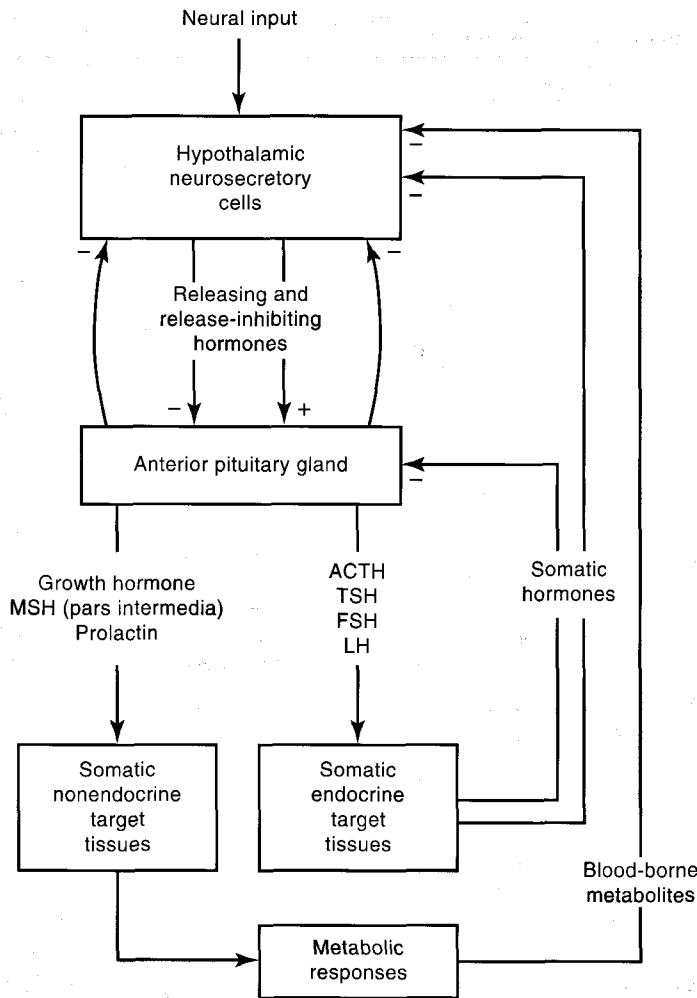 Neural input
Hypothalamic
neurosecretory
cells
–
–
–
–
Releasing and
release-inhibiting
hormones
–
+
Anterior pituitary gland
–
Growth hormone
MSH (pars intermedia)
Prolactin
ACTH
TSH
FSH
LH
Somatic
hormones
Somatic
nonendocrine
target
tissues
Somatic
endocrine
target
tissues
Blood-borne
metabolites
Metabolic
responses